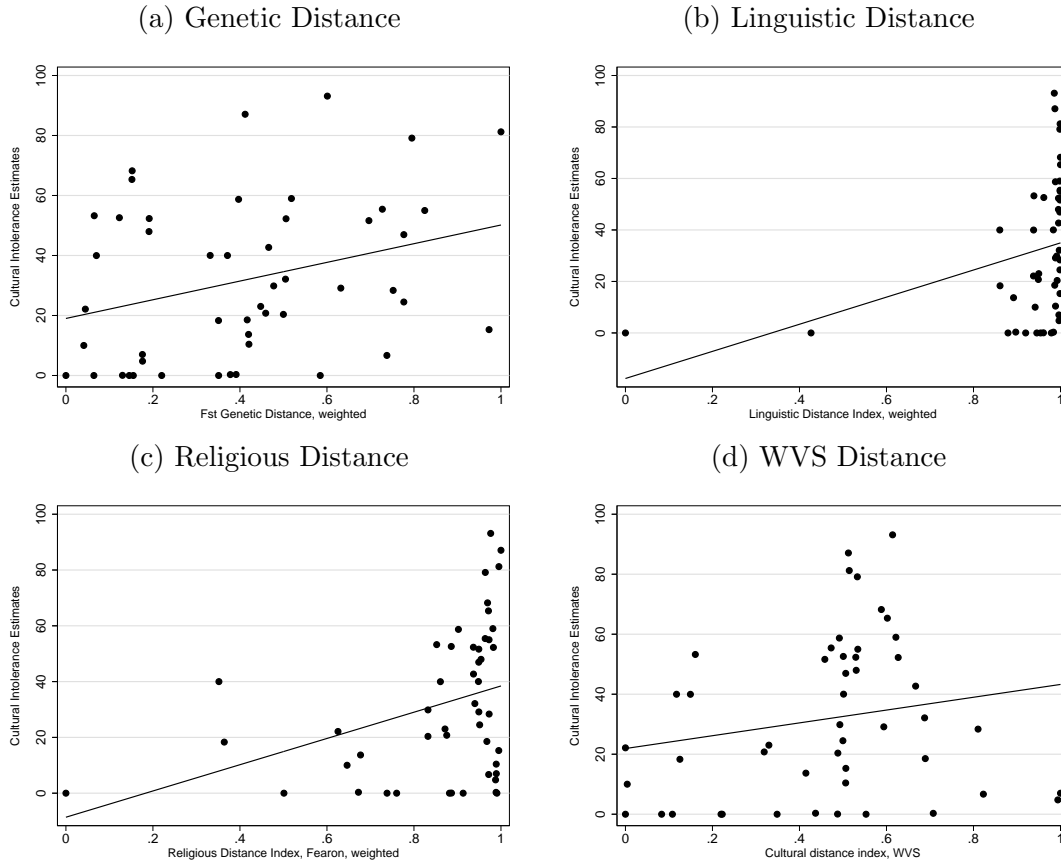 (a) Genetic Distance
(b) Linguistic Distance
100
80
60
40
20
0
Cultural Intolerance Estimates
0 .2 .4 .6 .8 1
Fst Genetic Distance, weighted
100
80
60
40
20
0
Cultural Intolerance Estimates
0 .2 .4 .6 .8 1
Linguistic Distance Index, weighted
(c) Religious Distance
(d) WVS Distance
100
80
60
40
20
0
Cultural Intolerance Estimates
0 .2 .4 .6 .8 1
Religious Distance Index, Fearon, weighted
100
80
60
40
20
0
Cultural Intolerance Estimates
0 .2 .4 .6 .8 1
Cultural distance index, WVS